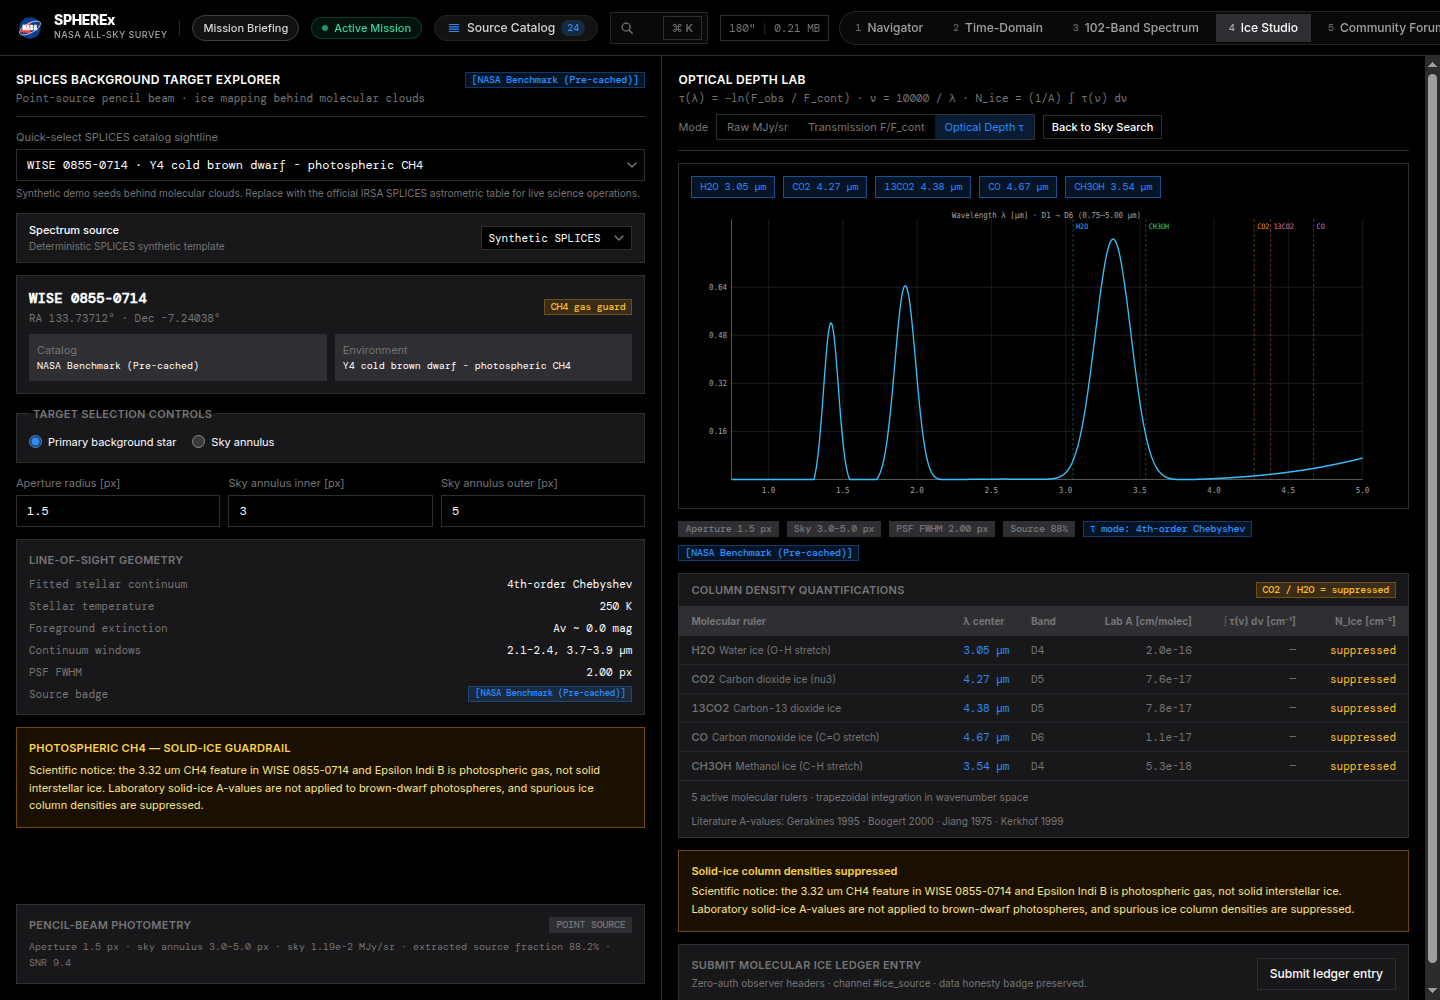 NASA
SPHEREx
NASA ALL-SKY SURVEY
Mission Briefing
Active Mission
Source Catalog 24
⌘ K
180" | 0.21 MB
1 Navigator
2 Time-Domain
3 102-Band Spectrum
4 Ice Studio
5 Community Forum
SPLICES BACKGROUND TARGET EXPLORER
[NASA Benchmark (Pre-cached)]
Point-source pencil beam · ice mapping behind molecular clouds
Quick-select SPLICES catalog sightline
WISE 0855-0714 · Y4 cold brown dwarf - photospheric CH4
Synthetic demo seeds behind molecular clouds. Replace with the official IRSA SPLICES astrometric table for live science operations.
Spectrum source
Deterministic SPLICES synthetic template
Synthetic SPLICES
WISE 0855-0714
RA 133.73712° · Dec -7.24038°
CH4 gas guard
Catalog
NASA Benchmark (Pre-cached)
Environment
Y4 cold brown dwarf - photospheric CH4
TARGET SELECTION CONTROLS
Primary background star
Sky annulus
Aperture radius [px]
Sky annulus inner [px]
Sky annulus outer [px]
1.5
3
5
LINE-OF-SIGHT GEOMETRY
Fitted stellar continuum 4th-order Chebyshev
Stellar temperature 250 K
Foreground extinction Av ~ 0.0 mag
Continuum windows 2.1-2.4, 3.7-3.9 µm
PSF FWHM 2.00 px
Source badge [NASA Benchmark (Pre-cached)]
PHOTOSPHERIC CH4 — SOLID-ICE GUARDRAIL
Scientific notice: the 3.32 um CH4 feature in WISE 0855-0714 and Epsilon Indi B is photospheric gas, not solid
interstellar ice. Laboratory solid-ice A-values are not applied to brown-dwarf photospheres, and spurious ice
column densities are suppressed.
PENCIL-BEAM PHOTOMETRY
POINT SOURCE
Aperture 1.5 px · sky annulus 3.0-5.0 px · sky 1.19e-2 MJy/sr · extracted source fraction 88.2% ·
SNR 9.4
OPTICAL DEPTH LAB
τ(λ) = -ln(F_obs / F_cont) · ν = 10000 / λ · N_ice = (1/A) ∫ τ(ν) dν
Mode
Raw MJy/sr
Transmission F/F_cont
Optical Depth τ
Back to Sky Search
H2O 3.05 µm
CO2 4.27 µm
13CO2 4.38 µm
CO 4.67 µm
CH3OH 3.54 µm
Wavelength λ [µm] · D1 → D6 (0.75–5.00 µm)
H2O
CH3OH
CO2
13CO2
CO
0.64
0.48
0.32
0.16
1.0 1.5 2.0 2.5 3.0 3.5 4.0 4.5 5.0
Aperture 1.5 px
Sky 3.0-5.0 px
PSF FWHM 2.00 px
Source 88%
τ mode: 4th-order Chebyshev
[NASA Benchmark (Pre-cached)]
COLUMN DENSITY QUANTIFICATIONS
CO2 / H2O = suppressed
Molecular ruler λ center Band Lab A [cm/molec] ∫τ(ν) dν [cm⁻¹] N_ice [cm⁻²]
H2O Water ice (O-H stretch) 3.05 µm D4 2.0e-16 — suppressed
CO2 Carbon dioxide ice (nu3) 4.27 µm D5 7.6e-17 — suppressed
13CO2 Carbon-13 dioxide ice 4.38 µm D5 7.8e-17 — suppressed
CO Carbon monoxide ice (C=O stretch) 4.67 µm D6 1.1e-17 — suppressed
CH3OH Methanol ice (C-H stretch) 3.54 µm D4 5.3e-18 — suppressed
5 active molecular rulers · trapezoidal integration in wavenumber space
Literature A-values: Gerakines 1995 · Boogert 2000 · Jiang 1975 · Kerkhof 1999
Solid-ice column densities suppressed
Scientific notice: the 3.32 um CH4 feature in WISE 0855-0714 and Epsilon Indi B is photospheric gas, not solid interstellar ice.
Laboratory solid-ice A-values are not applied to brown-dwarf photospheres, and spurious ice column densities are suppressed.
SUBMIT MOLECULAR ICE LEDGER ENTRY
Zero-auth observer headers · channel #ice_source · data honesty badge preserved.
Submit ledger entry